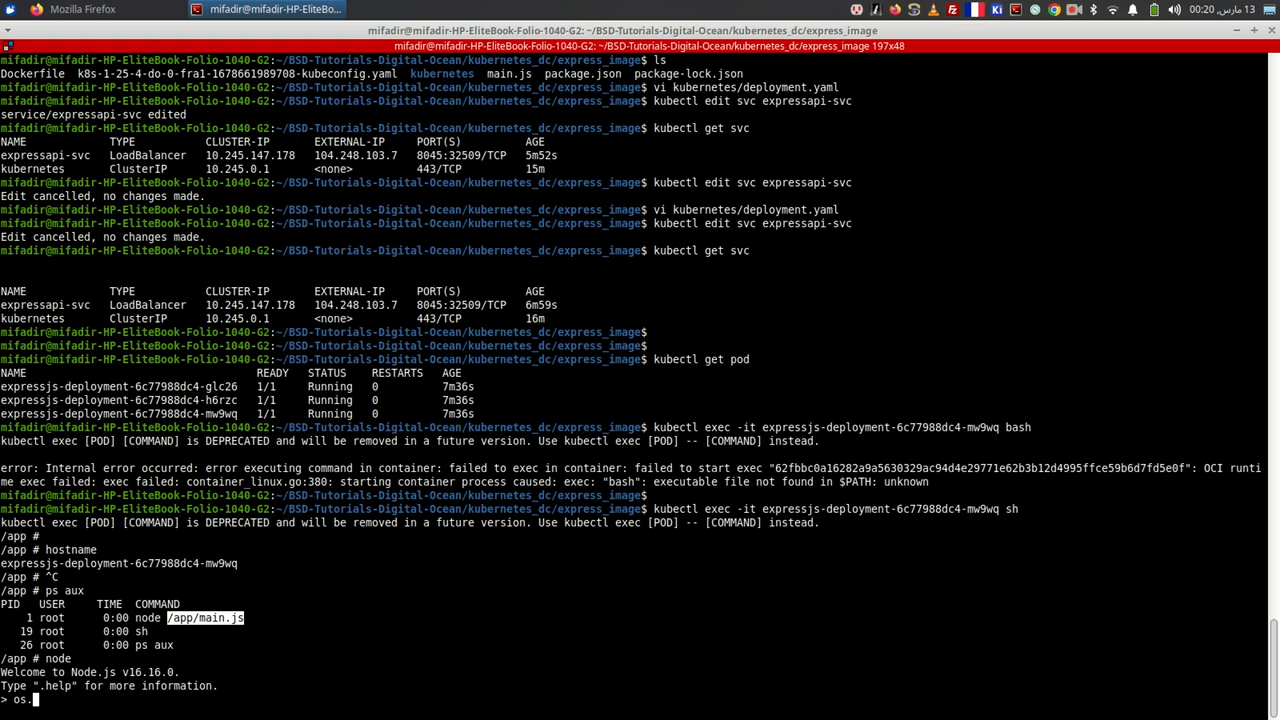 Mozilla Firefox
mifadir@mifadir-HP-EliteBo...
Ki
13 مارس, 00:20
mifadir@mifadir-HP-EliteBook-Folio-1040-G2:~/BSD-Tutorials-Digital-Ocean/kubernetes_dc/express_image
mifadir@mifadir-HP-EliteBook-Folio-1040-G2:~/BSD-Tutorials-Digital-Ocean/kubernetes_dc/express_image 197x48
mifadir@mifadir-HP-EliteBook-Folio-1040-G2:~/BSD-Tutorials-Digital-Ocean/kubernetes_dc/express_image$ ls
Dockerfile k8s-1-25-4-do-0-fra1-1678661989708-kubeconfig.yaml kubernetes main.js package.json package-lock.json
mifadir@mifadir-HP-EliteBook-Folio-1040-G2:~/BSD-Tutorials-Digital-Ocean/kubernetes_dc/express_image$ vi kubernetes/deployment.yaml
mifadir@mifadir-HP-EliteBook-Folio-1040-G2:~/BSD-Tutorials-Digital-Ocean/kubernetes_dc/express_image$ kubectl edit svc expressapi-svc
service/expressapi-svc edited
mifadir@mifadir-HP-EliteBook-Folio-1040-G2:~/BSD-Tutorials-Digital-Ocean/kubernetes_dc/express_image$ kubectl get svc
NAME TYPE CLUSTER-IP EXTERNAL-IP PORT(S) AGE
expressapi-svc LoadBalancer 10.245.147.178 104.248.103.7 8045:32509/TCP 5m52s
kubernetes ClusterIP 10.245.0.1 <none> 443/TCP 15m
mifadir@mifadir-HP-EliteBook-Folio-1040-G2:~/BSD-Tutorials-Digital-Ocean/kubernetes_dc/express_image$ kubectl edit svc expressapi-svc
Edit cancelled, no changes made.
mifadir@mifadir-HP-EliteBook-Folio-1040-G2:~/BSD-Tutorials-Digital-Ocean/kubernetes_dc/express_image$ vi kubernetes/deployment.yaml
mifadir@mifadir-HP-EliteBook-Folio-1040-G2:~/BSD-Tutorials-Digital-Ocean/kubernetes_dc/express_image$ kubectl edit svc expressapi-svc
Edit cancelled, no changes made.
mifadir@mifadir-HP-EliteBook-Folio-1040-G2:~/BSD-Tutorials-Digital-Ocean/kubernetes_dc/express_image$ kubectl get svc
NAME TYPE CLUSTER-IP EXTERNAL-IP PORT(S) AGE
expressapi-svc LoadBalancer 10.245.147.178 104.248.103.7 8045:32509/TCP 6m59s
kubernetes ClusterIP 10.245.0.1 <none> 443/TCP 16m
mifadir@mifadir-HP-EliteBook-Folio-1040-G2:~/BSD-Tutorials-Digital-Ocean/kubernetes_dc/express_image$
mifadir@mifadir-HP-EliteBook-Folio-1040-G2:~/BSD-Tutorials-Digital-Ocean/kubernetes_dc/express_image$
mifadir@mifadir-HP-EliteBook-Folio-1040-G2:~/BSD-Tutorials-Digital-Ocean/kubernetes_dc/express_image$ kubectl get pod
NAME READY STATUS RESTARTS AGE
expressjs-deployment-6c77988dc4-glc26 1/1 Running 0 7m36s
expressjs-deployment-6c77988dc4-h6rzc 1/1 Running 0 7m36s
expressjs-deployment-6c77988dc4-mw9wq 1/1 Running 0 7m36s
mifadir@mifadir-HP-EliteBook-Folio-1040-G2:~/BSD-Tutorials-Digital-Ocean/kubernetes_dc/express_image$ kubectl exec -it expressjs-deployment-6c77988dc4-mw9wq bash
kubectl exec [POD] [COMMAND] is DEPRECATED and will be removed in a future version. Use kubectl exec [POD] -- [COMMAND] instead.
error: Internal error occurred: error executing command in container: failed to exec in container: failed to start exec "62fbbc0a16282a9a5630329ac94d4e29771e62b3b12d4995ffce59b6d7fd5e0f": OCI runti
me exec failed: exec failed: container_linux.go:380: starting container process caused: exec: "bash": executable file not found in $PATH: unknown
mifadir@mifadir-HP-EliteBook-Folio-1040-G2:~/BSD-Tutorials-Digital-Ocean/kubernetes_dc/express_image$
mifadir@mifadir-HP-EliteBook-Folio-1040-G2:~/BSD-Tutorials-Digital-Ocean/kubernetes_dc/express_image$ kubectl exec -it expressjs-deployment-6c77988dc4-mw9wq sh
kubectl exec [POD] [COMMAND] is DEPRECATED and will be removed in a future version. Use kubectl exec [POD] -- [COMMAND] instead.
/app #
/app # hostname
expressjs-deployment-6c77988dc4-mw9wq
/app # ^C
/app # ps aux
PID USER TIME COMMAND
1 root 0:00 node /app/main.js
19 root 0:00 sh
26 root 0:00 ps aux
/app # node
Welcome to Node.js v16.16.0.
Type ".help" for more information.
> os.